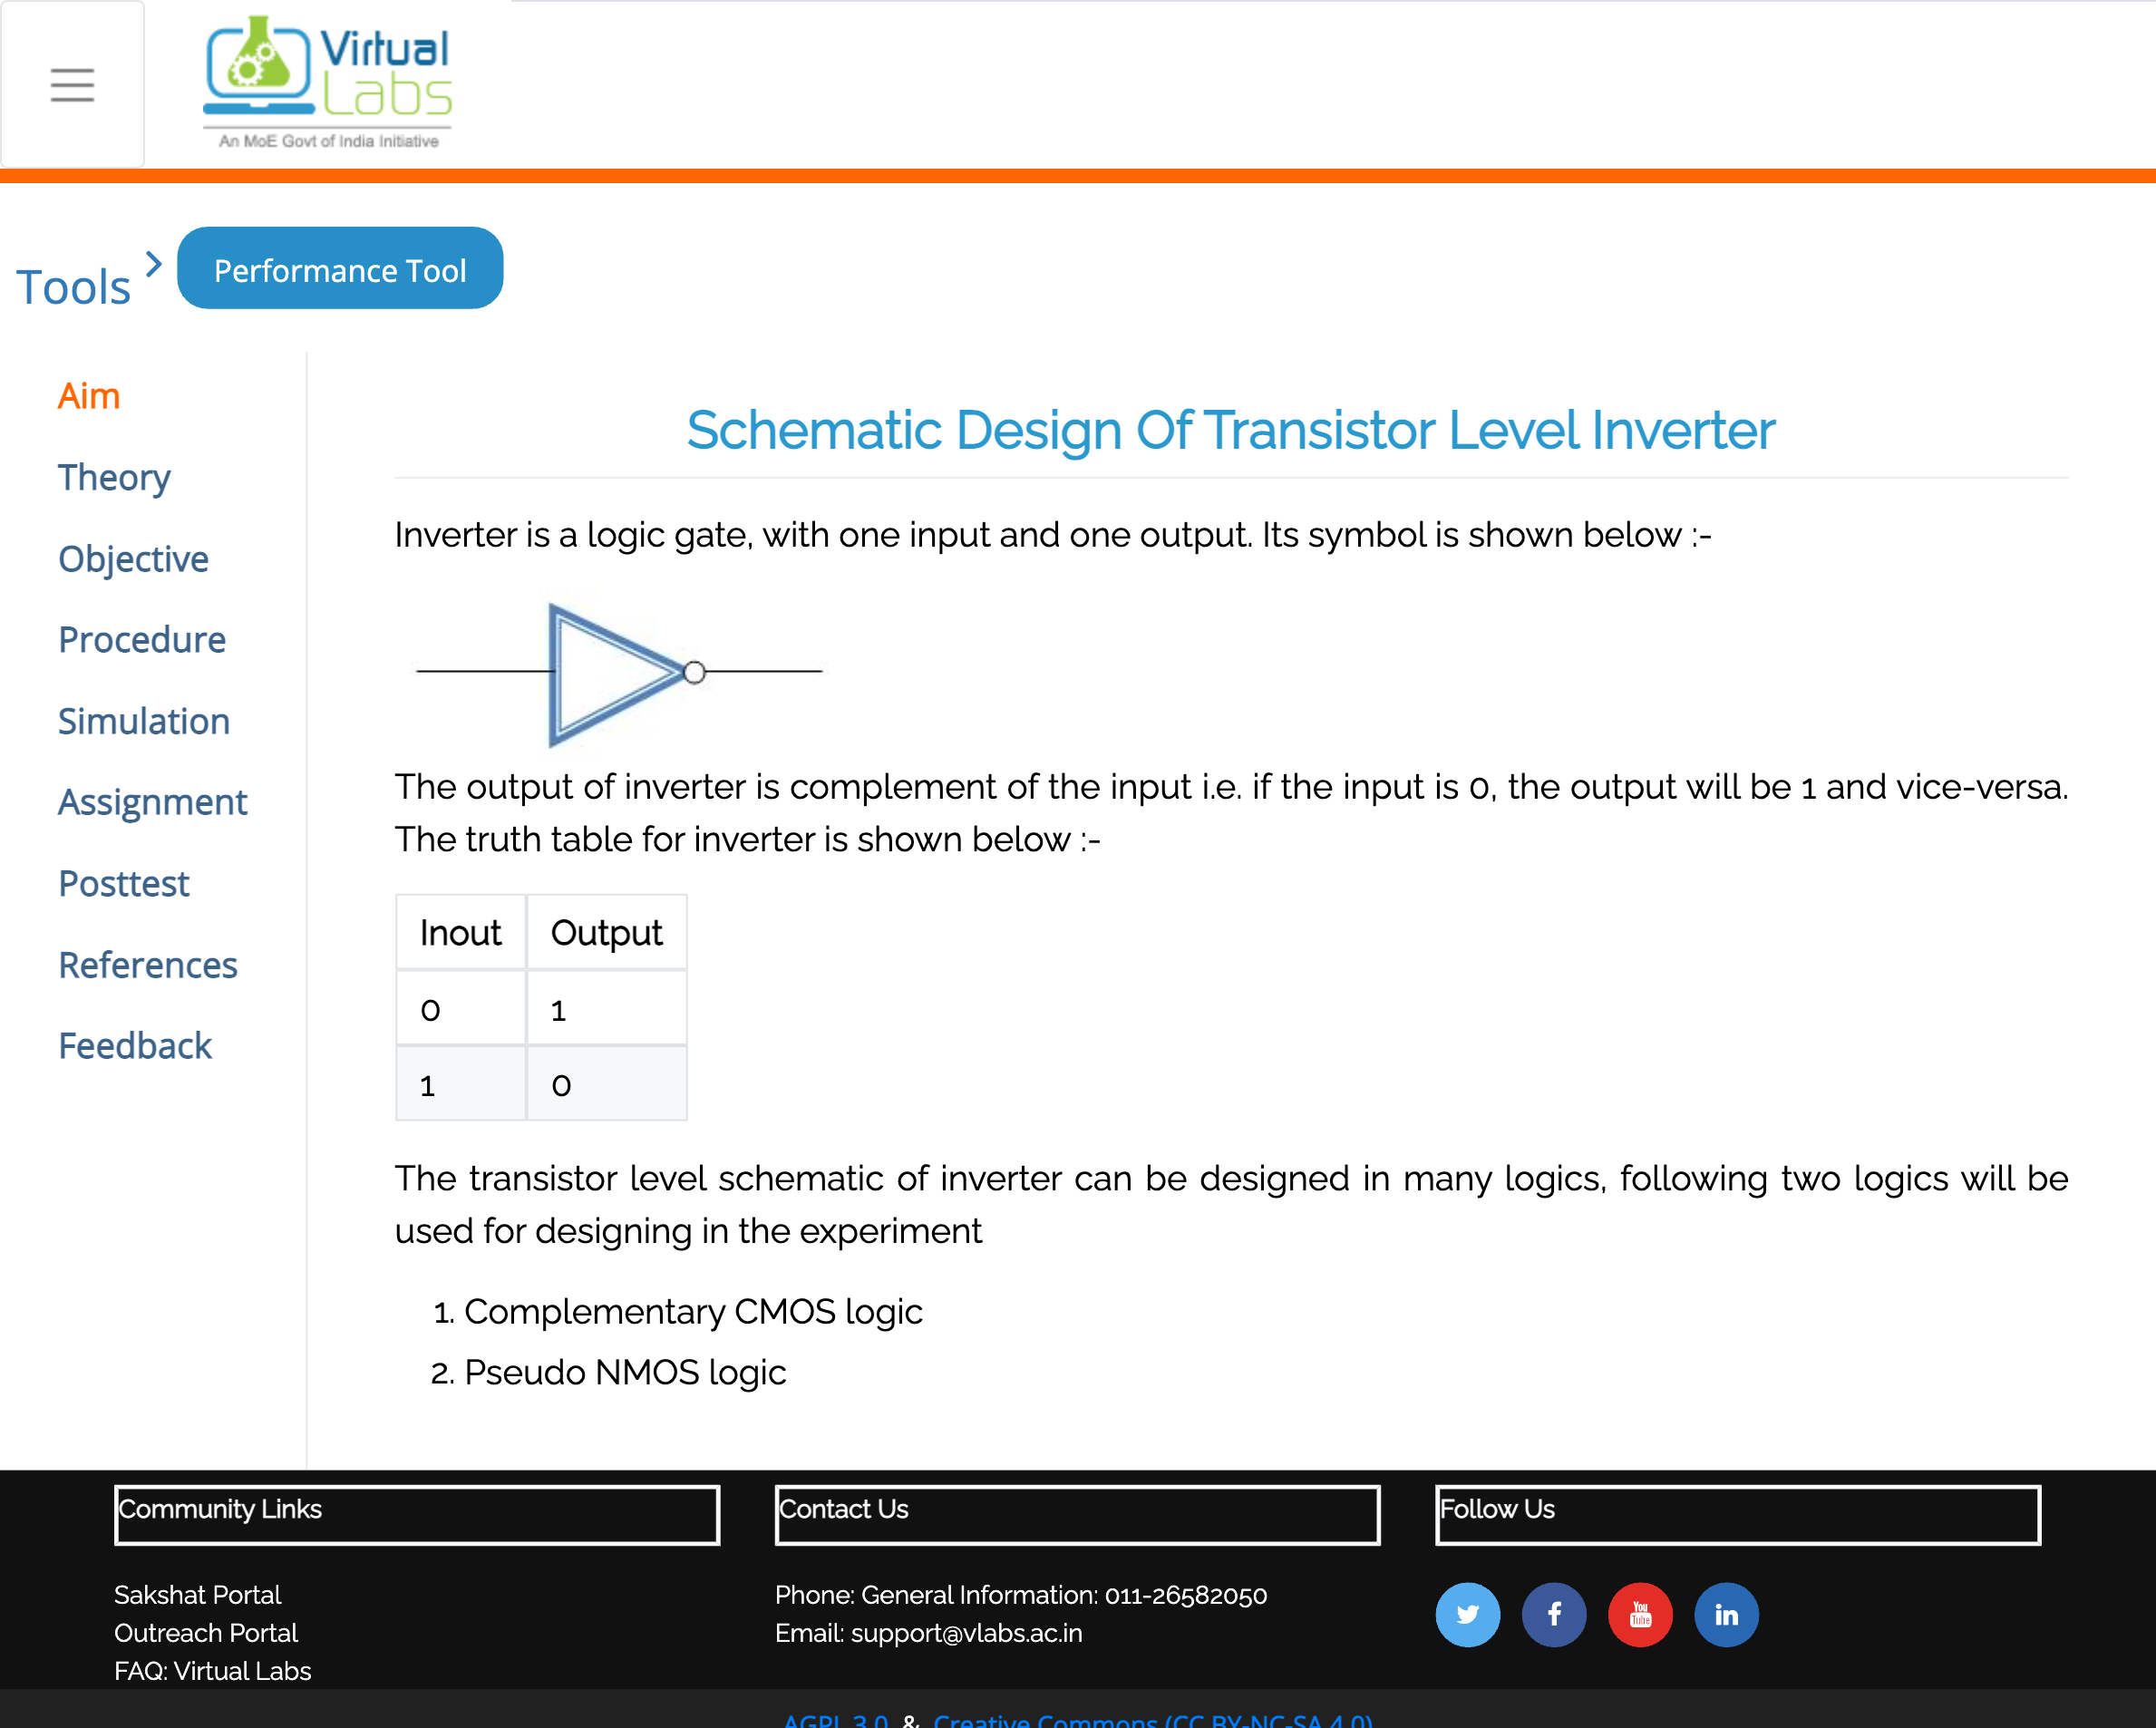 Virtual
Labs
An MoE Govt of India Initiative
Tools
Performance Tool
Aim
Theory
Objective
Procedure
Simulation
Assignment
Posttest
References
Feedback
Schematic Design Of Transistor Level Inverter
Inverter is a logic gate, with one input and one output. Its symbol is shown below :-
The output of inverter is complement of the input i.e. if the input is 0, the output will be 1 and vice-versa.
The truth table for inverter is shown below :-
Inout Output
0 1
1 0
The transistor level schematic of inverter can be designed in many logics, following two logics will be
used for designing in the experiment
1. Complementary CMOS logic
2. Pseudo NMOS logic
Community Links
Sakshat Portal
Outreach Portal
FAQ: Virtual Labs
Contact Us
Phone: General Information: 011-26582050
Email: support@vlabs.ac.in
Follow Us
You
Tube
AGPL 3.0 & Creative Commons (CC BY-NC-SA 4.0)